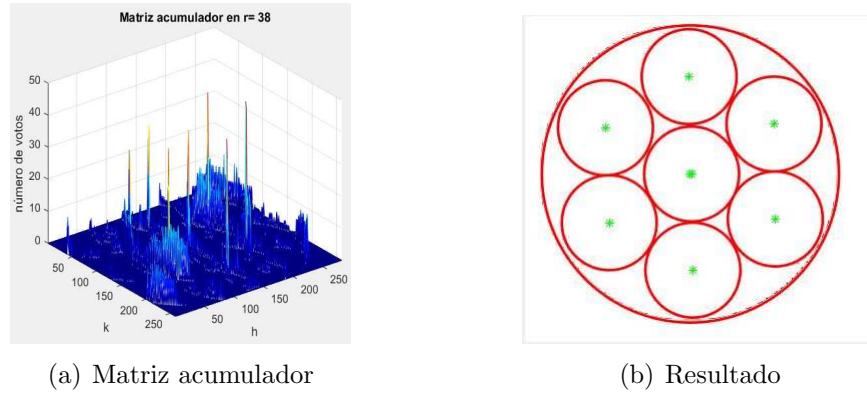 Matriz acumulador en r= 38
50
40
30
20
10
0
número de votos
50
100
150
200
250
k
50
100
150
200
250
h
(a) Matriz acumulador
(b) Resultado